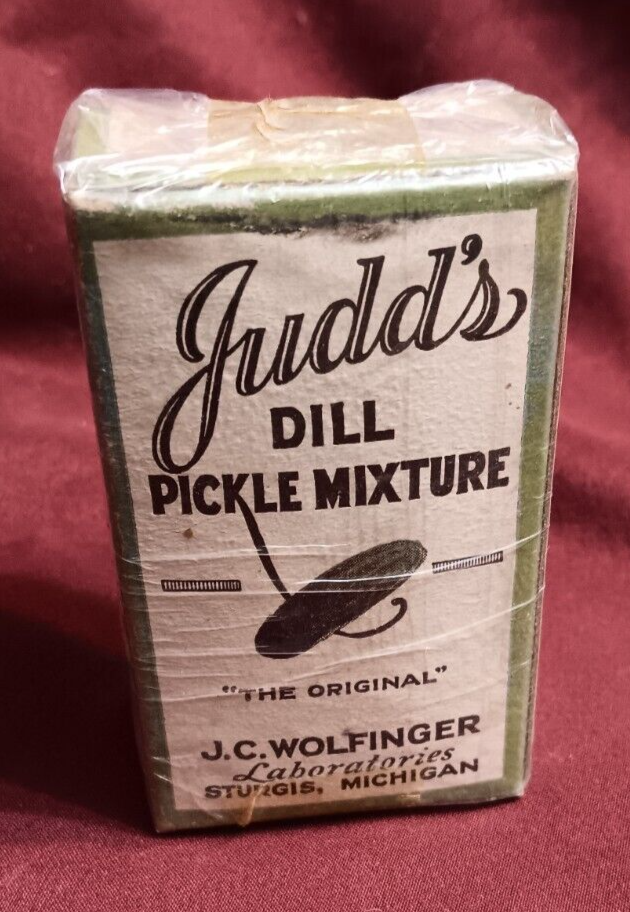 Judd's
DILL
PICKLE MIXTURE
"THE ORIGINAL"
J.C. WOLFINGER
Laboratories
STURGIS, MICHIGAN